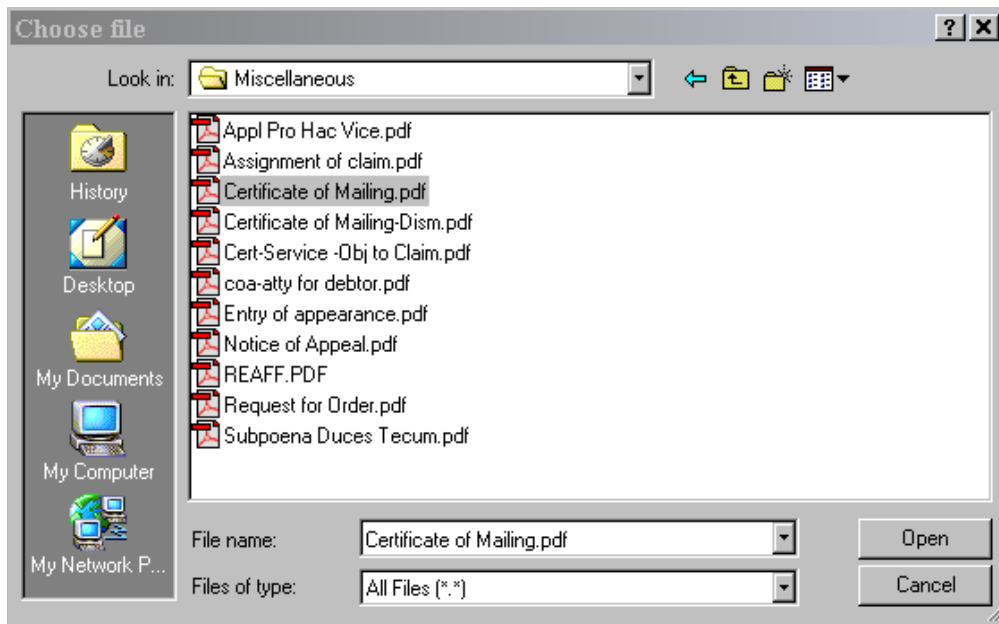 Choose file
Look in: Miscellaneous
History
Desktop
My Documents
My Computer
My Network P...
Appl Pro Hac Vice.pdf
Assignment of claim.pdf
Certificate of Mailing.pdf
Certificate of Mailing-Dism.pdf
Cert-Service -Obj to Claim.pdf
coa-atty for debtor.pdf
Entry of appearance.pdf
Notice of Appeal.pdf
REAFF.PDF
Request for Order.pdf
Subpoena Duces Tecum.pdf
File name: Certificate of Mailing.pdf Open
Files of type: All Files (*.*) Cancel